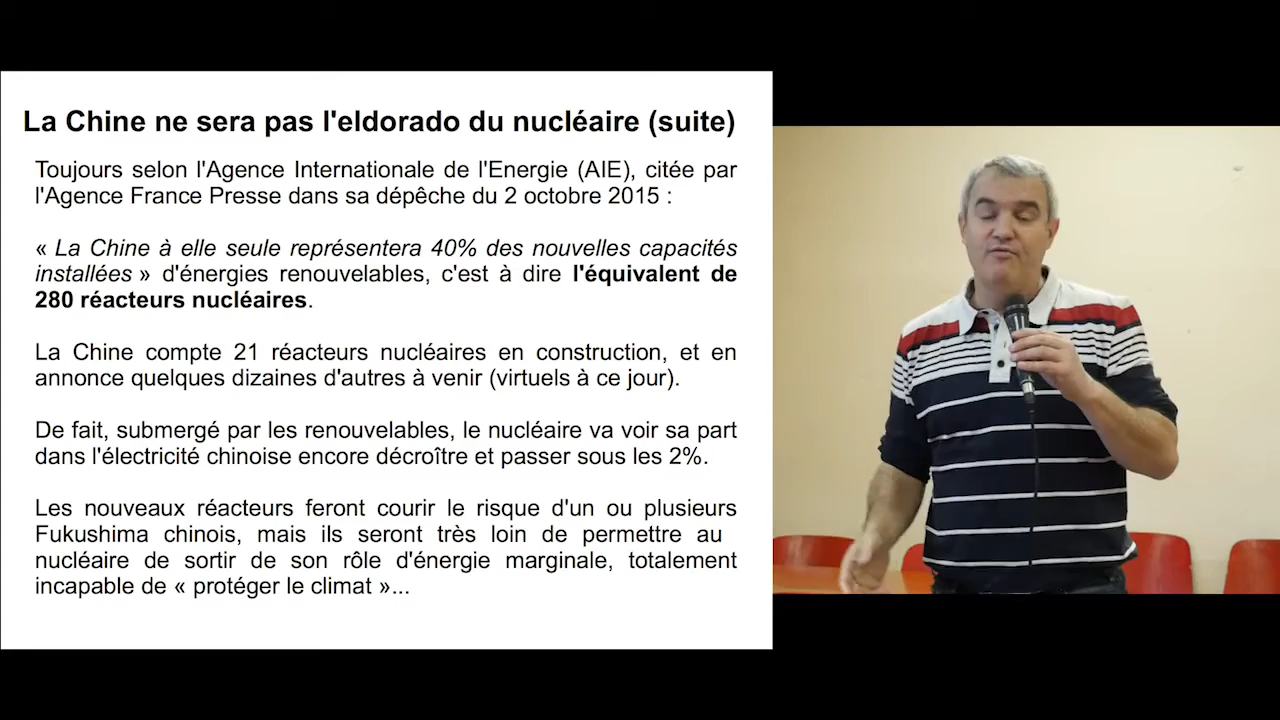 La Chine ne sera pas l'eldorado du nucléaire (suite)
Toujours selon l'Agence Internationale de l'Energie (AIE), citée par
l'Agence France Presse dans sa dépêche du 2 octobre 2015 :
« La Chine à elle seule représentera 40% des nouvelles capacités
installées » d'énergies renouvelables, c'est à dire l'équivalent de
280 réacteurs nucléaires.
La Chine compte 21 réacteurs nucléaires en construction, et en
annonce quelques dizaines d'autres à venir (virtuels à ce jour).
De fait, submergé par les renouvelables, le nucléaire va voir sa part
dans l'électricité chinoise encore décroître et passer sous les 2%.
Les nouveaux réacteurs feront courir le risque d'un ou plusieurs
Fukushima chinois, mais ils seront très loin de permettre au
nucléaire de sortir de son rôle d'énergie marginale, totalement
incapable de « protéger le climat »...